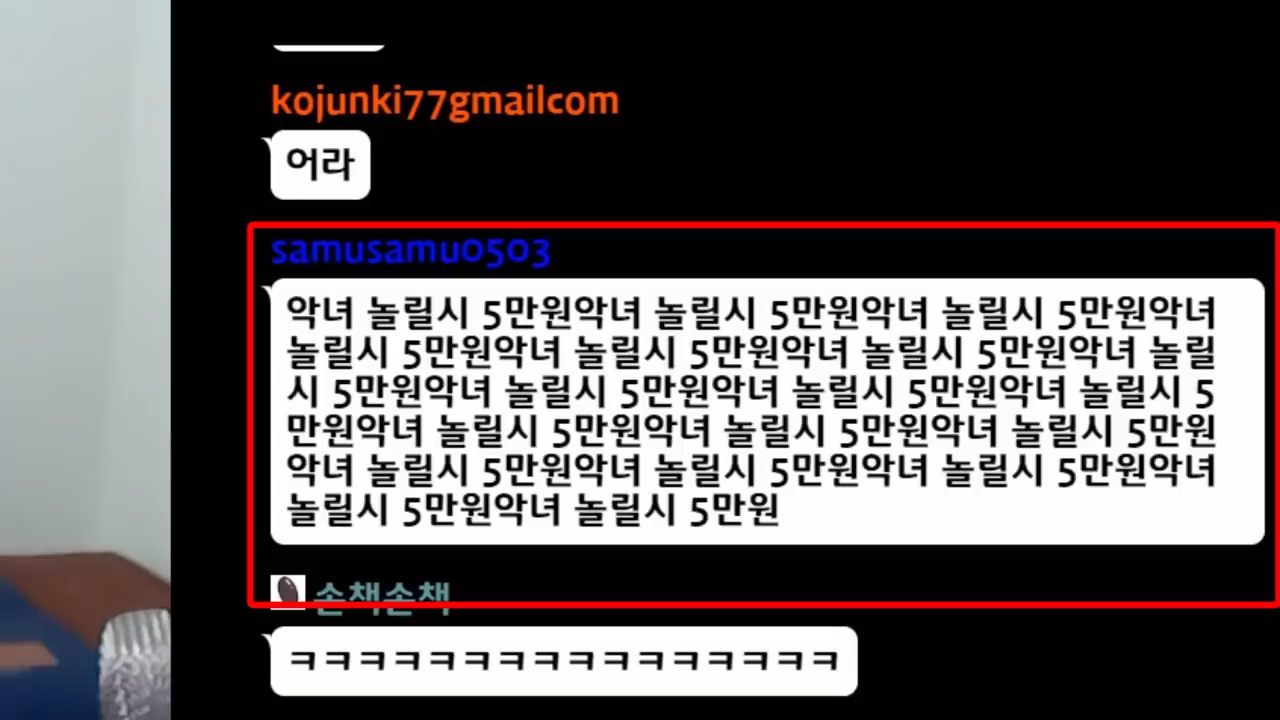 kojunki77gmailcom
어라
samusamu0503
악녀 놀릴시 5만원악녀 놀릴시 5만원악녀 놀릴시 5만원악녀
놀릴시 5만원악녀 놀릴시 5만원악녀 놀릴시 5만원악녀 놀릴
시 5만원악녀 놀릴시 5만원악녀 놀릴시 5만원악녀 놀릴시 5
만원악녀 놀릴시 5만원악녀 놀릴시 5만원악녀 놀릴시 5만원
악녀 놀릴시 5만원악녀 놀릴시 5만원악녀 놀릴시 5만원악녀
놀릴시 5만원악녀 놀릴시 5만원
손책손책
ㅋㅋㅋㅋㅋㅋㅋㅋㅋㅋㅋㅋㅋㅋㅋㅋ